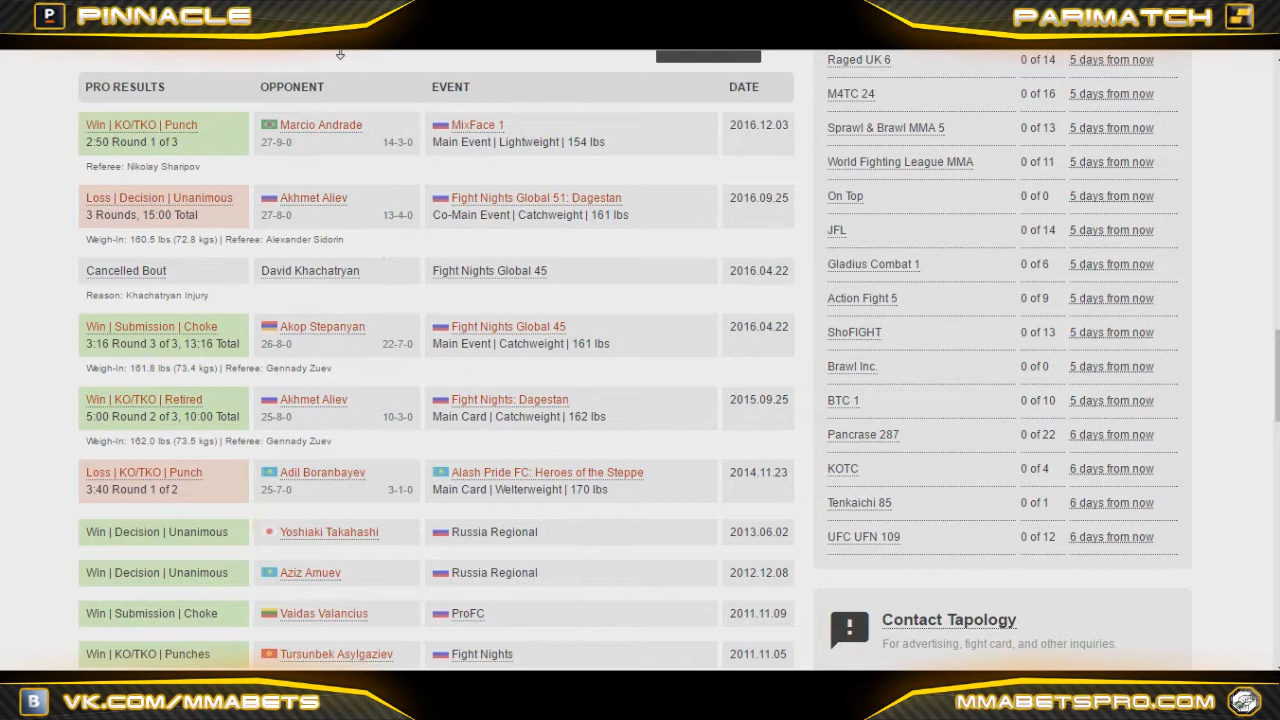 P PINNACLE
PARIMATCH
PRO RESULTS OPPONENT EVENT DATE
Win | KO/TKO | Punch Marcio Andrade MixFace 1 2016.12.03
2:50 Round 1 of 3 27-9-0 14-3-0 Main Event | Lightweight | 154 lbs
Referee: Nikolay Sharipov
Loss | Decision | Unanimous Akhmet Aliev Fight Nights Global 51: Dagestan 2016.09.25
3 Rounds, 15:00 Total 27-8-0 13-4-0 Co-Main Event | Catchweight | 161 lbs
Weigh-In: 160.5 lbs (72.8 kgs) | Referee: Alexander Sidorin
Cancelled Bout David Khachatryan Fight Nights Global 45 2016.04.22
Reason: Khachatryan Injury
Win | Submission | Choke Akop Stepanyan Fight Nights Global 45 2016.04.22
3:16 Round 3 of 3, 13:16 Total 26-8-0 22-7-0 Main Event | Catchweight | 161 lbs
Weigh-In: 161.8 lbs (73.4 kgs) | Referee: Gennady Zuev
Win | KO/TKO | Retired Akhmet Aliev Fight Nights: Dagestan 2015.09.25
5:00 Round 2 of 3, 10:00 Total 25-8-0 10-3-0 Main Card | Catchweight | 162 lbs
Weigh-In: 162.0 lbs (73.5 kgs) | Referee: Gennady Zuev
Loss | KO/TKO | Punch Adil Boranbayev Alash Pride FC: Heroes of the Steppe 2014.11.23
3:40 Round 1 of 2 25-7-0 3-1-0 Main Card | Welterweight | 170 lbs
Win | Decision | Unanimous Yoshiaki Takahashi Russia Regional 2013.06.02
Win | Decision | Unanimous Aziz Amuev Russia Regional 2012.12.08
Win | Submission | Choke Vaidas Valancius ProFC 2011.11.09
Win | KO/TKO | Punches Tursunbek Asylgaziev Fight Nights 2011.11.05
Raged UK 6 0 of 14 5 days from now
M4TC 24 0 of 16 5 days from now
Sprawl & Brawl MMA 5 0 of 13 5 days from now
World Fighting League MMA 0 of 11 5 days from now
On Top 0 of 0 5 days from now
JFL 0 of 14 5 days from now
Gladius Combat 1 0 of 6 5 days from now
Action Fight 5 0 of 9 5 days from now
ShoFIGHT 0 of 13 5 days from now
Brawl Inc. 0 of 0 5 days from now
BTC 1 0 of 10 5 days from now
Pancrase 287 0 of 22 6 days from now
KOTC 0 of 4 6 days from now
Tenkaichi 85 0 of 1 6 days from now
UFC UFN 109 0 of 12 6 days from now
! Contact Tapology
For advertising, fight card, and other inquiries.
B VK.COM/MMABETS
MMABETSPRO.COM